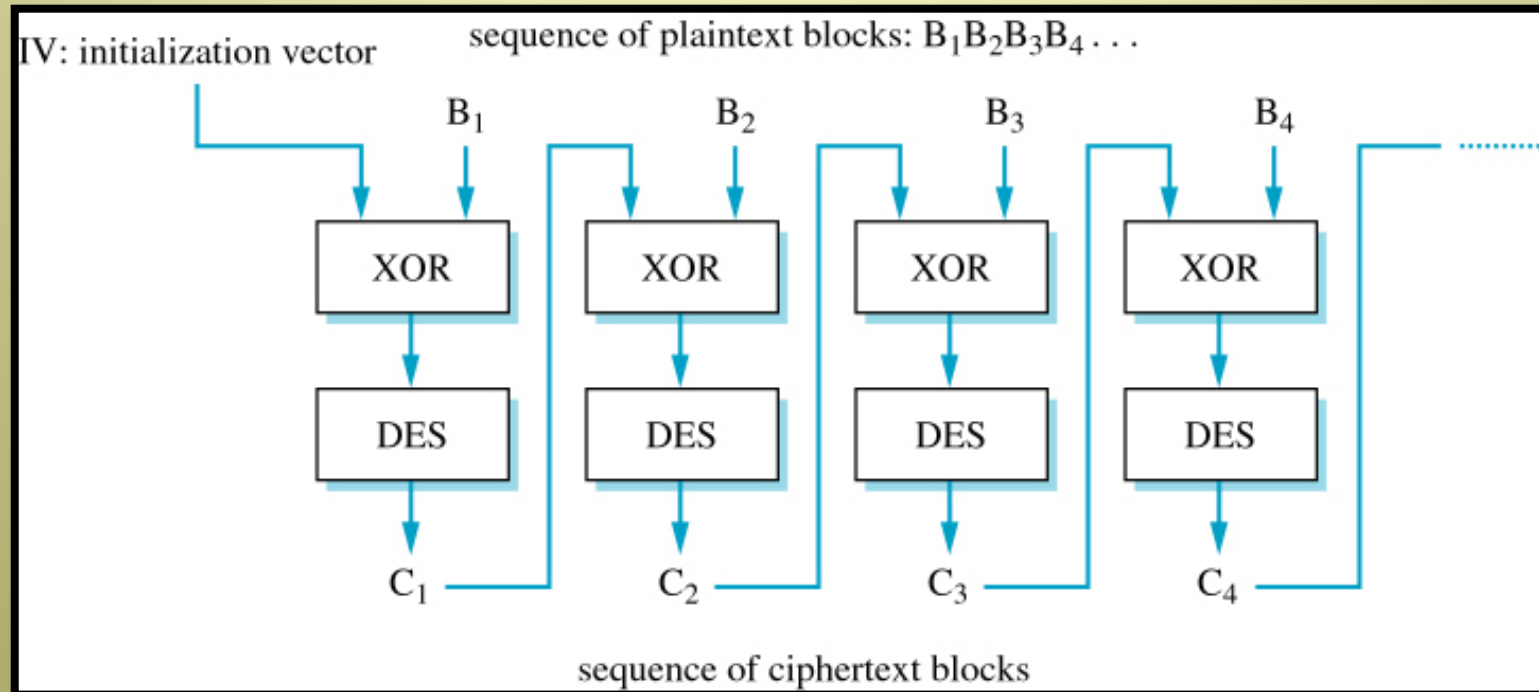 IV: initialization vector
sequence of plaintext blocks: B₁B₂B₃B₄ . . .
B₁ B₂ B₃ B₄
XOR XOR XOR XOR
DES DES DES DES
C₁ C₂ C₃ C₄
sequence of ciphertext blocks